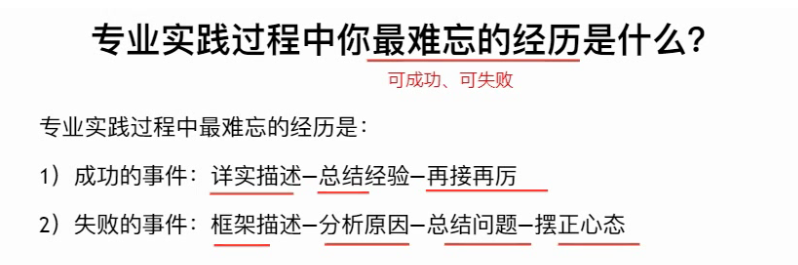 专业实践过程中你最难忘的经历是什么?
可成功、可失败
专业实践过程中最难忘的经历是：
1）成功的事件：详实描述—总结经验—再接再厉
2）失败的事件：框架描述—分析原因—总结问题—摆正心态